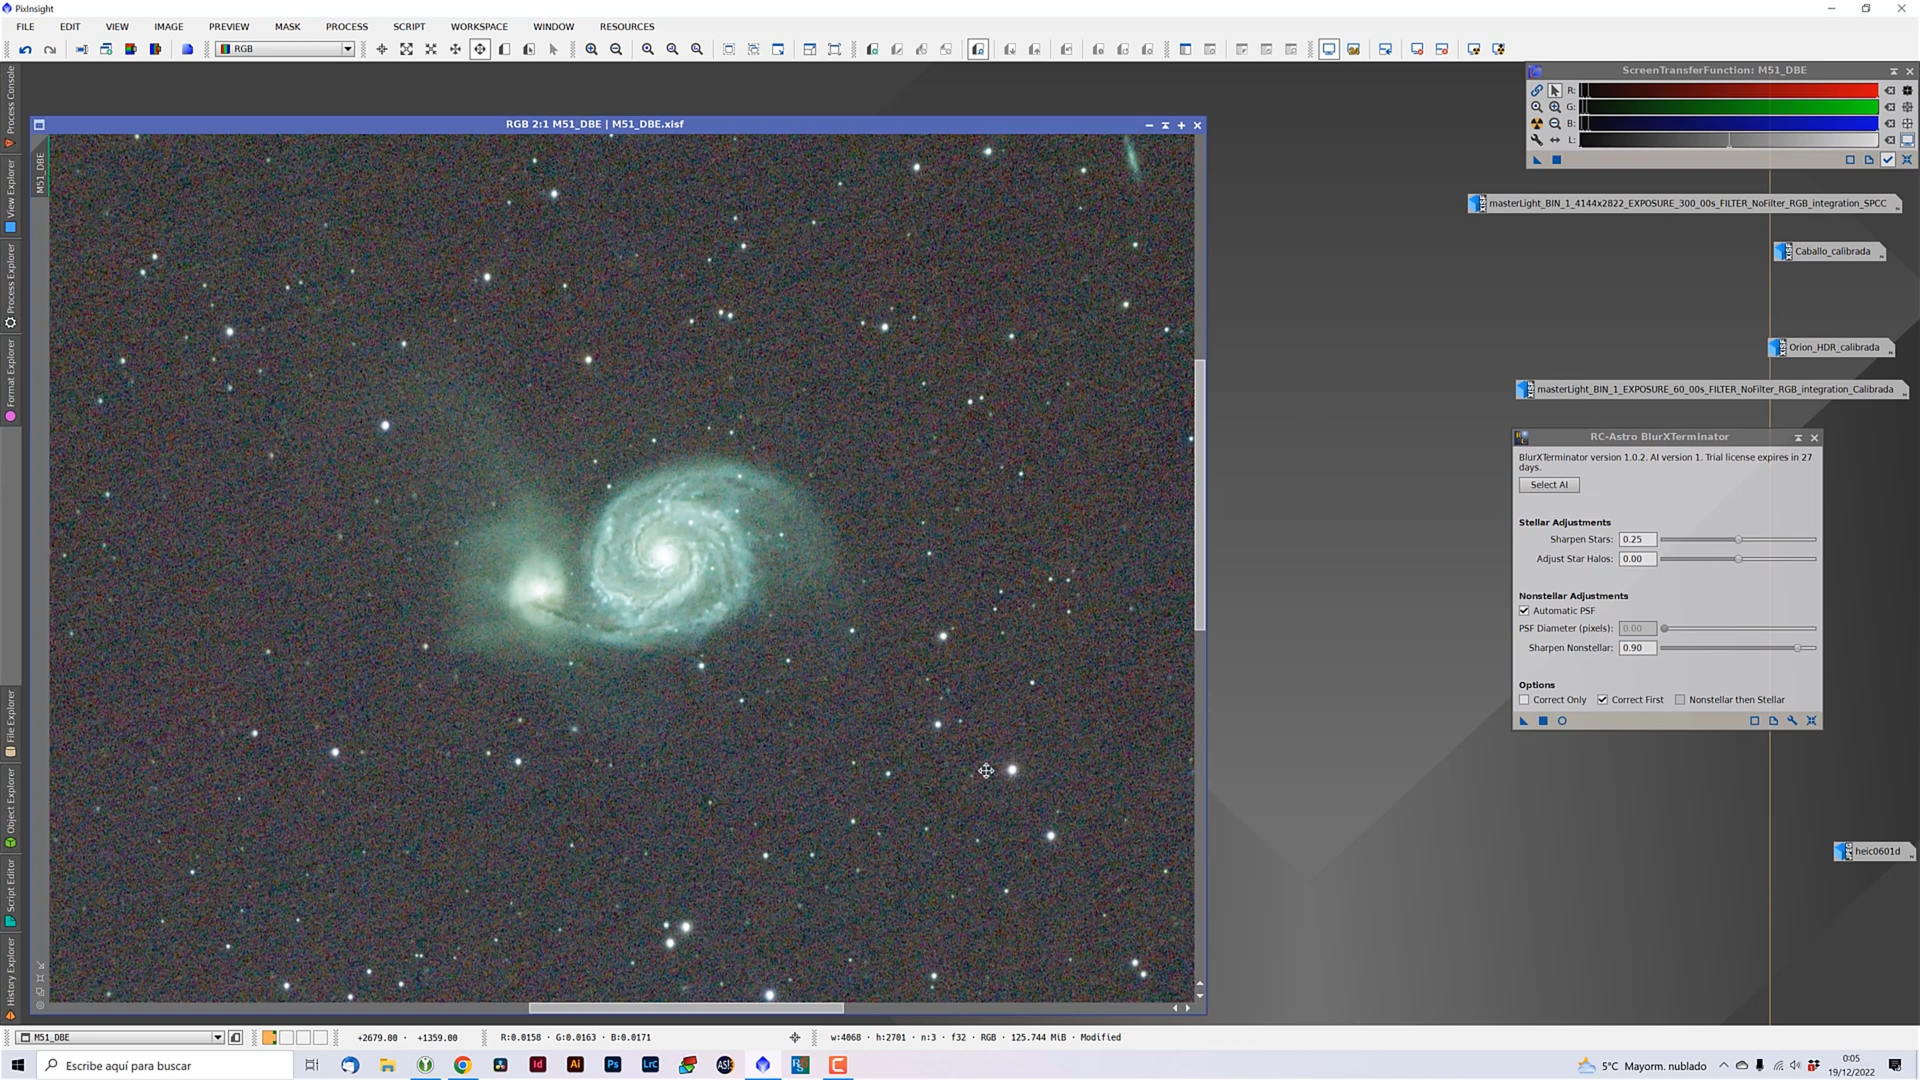 PixInsight
FILE EDIT VIEW IMAGE PREVIEW MASK PROCESS SCRIPT WORKSPACE WINDOW RESOURCES
RGB
Process Console
View Explorer
Process Explorer
Format Explorer
File Explorer
Object Explorer
Script Editor
History Explorer
RGB 2:1 M51_DBE | M51_DBE.xisf
M51_DBE
ScreenTransferFunction: M51_DBE
R:
G:
B:
L:
masterLight_BIN_1_4144x2822_EXPOSURE_300_00s_FILTER_NoFilter_RGB_integration_SPCC
Caballo_calibrada
Orion_HDR_calibrada
masterLight_BIN_1_EXPOSURE_60_00s_FILTER_NoFilter_RGB_integration_Calibrada
RC-Astro BlurXTerminator
BlurXTerminator version 1.0.2. AI version 1. Trial license expires in 27
days.
Select AI
Stellar Adjustments
Sharpen Stars: 0.25
Adjust Star Halos: 0.00
Nonstellar Adjustments
Automatic PSF
PSF Diameter (pixels): 0.00
Sharpen Nonstellar: 0.90
Options
Correct Only Correct First Nonstellar then Stellar
heic0601d
M51_DBE +2679.00 · +1359.00 R:0.0158 · G:0.0163 · B:0.0171 w:4068 · h:2701 · n:3 · f32 · RGB · 125.744 MiB · Modified
Escribe aquí para buscar
Id Ai Ps LrC
5°C Mayorm. nublado
0:05
19/12/2022